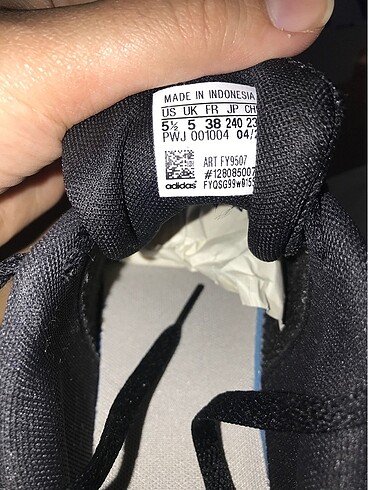 MADE IN INDONESIA
US UK FR JP
5½ 5 38 240
PWJ 001004
ART FY9507
adidas